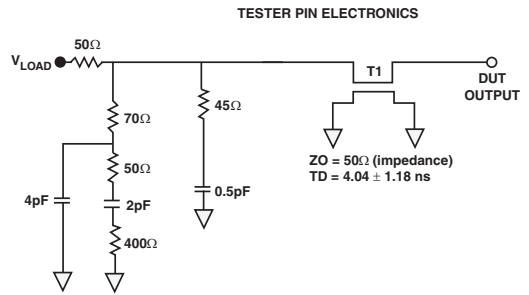 TESTER PIN ELECTRONICS
50Ω
VLOAD
T1
DUT
OUTPUT
70Ω
45Ω
50Ω
4pF
2pF
0.5pF
400Ω
ZO = 50Ω (impedance)
TD = 4.04 ± 1.18 ns